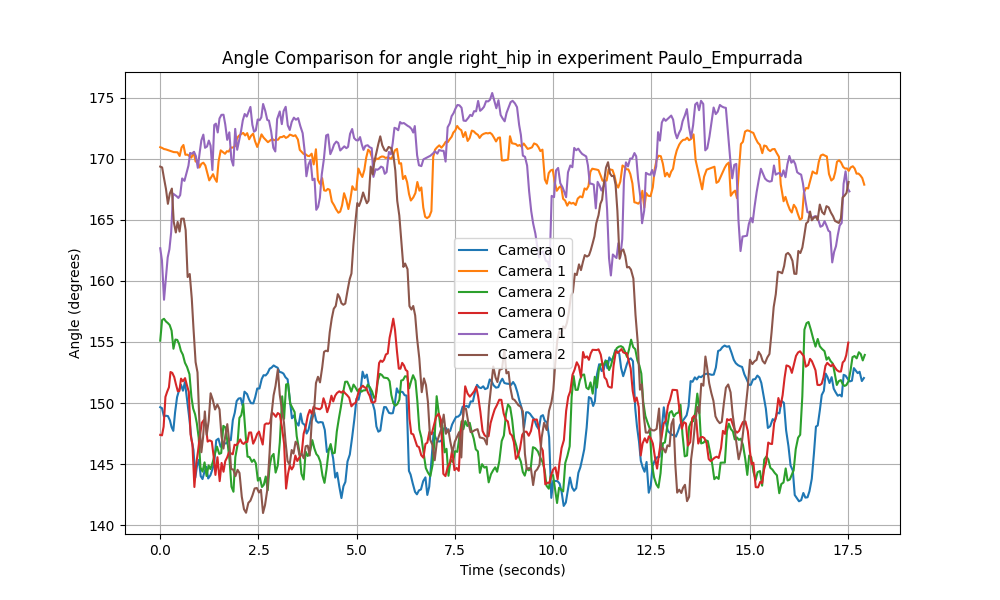 Angle Comparison for angle right_hip in experiment Paulo_Empurrada
175
170
165
160
155
150
145
140
Angle (degrees)
Camera 0
Camera 1
Camera 2
Camera 0
Camera 1
Camera 2
0.0 2.5 5.0 7.5 10.0 12.5 15.0 17.5
Time (seconds)